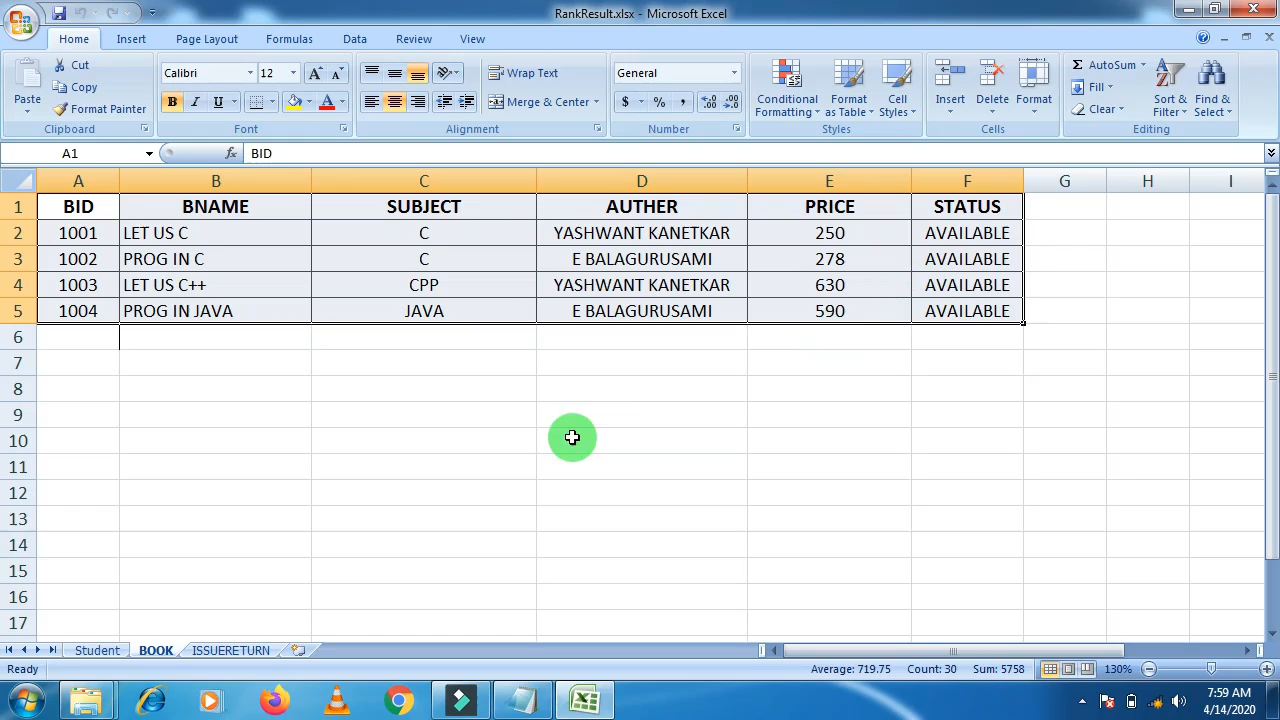 RankResult.xlsx - Microsoft Excel
Home Insert Page Layout Formulas Data Review View
Paste Cut Copy Format Painter Clipboard
Calibri 12 A A B I U A Font
Wrap Text Merge & Center Alignment
General $ % , .0 .00 .00 .0 Number
Conditional Formatting Format as Table Cell Styles Styles
Insert Delete Format Cells
Σ AutoSum Fill Clear Sort & Filter Find & Select Editing
A1 fx BID
A B C D E F G H I
1 BID BNAME SUBJECT AUTHER PRICE STATUS
2 1001 LET US C C YASHWANT KANETKAR 250 AVAILABLE
3 1002 PROG IN C C E BALAGURUSAMI 278 AVAILABLE
4 1003 LET US C++ CPP YASHWANT KANETKAR 630 AVAILABLE
5 1004 PROG IN JAVA JAVA E BALAGURUSAMI 590 AVAILABLE
6
7
8
9
10
11
12
13
14
15
16
17
Student BOOK ISSUERETURN
Ready Average: 719.75 Count: 30 Sum: 5758 130%
7:59 AM
4/14/2020